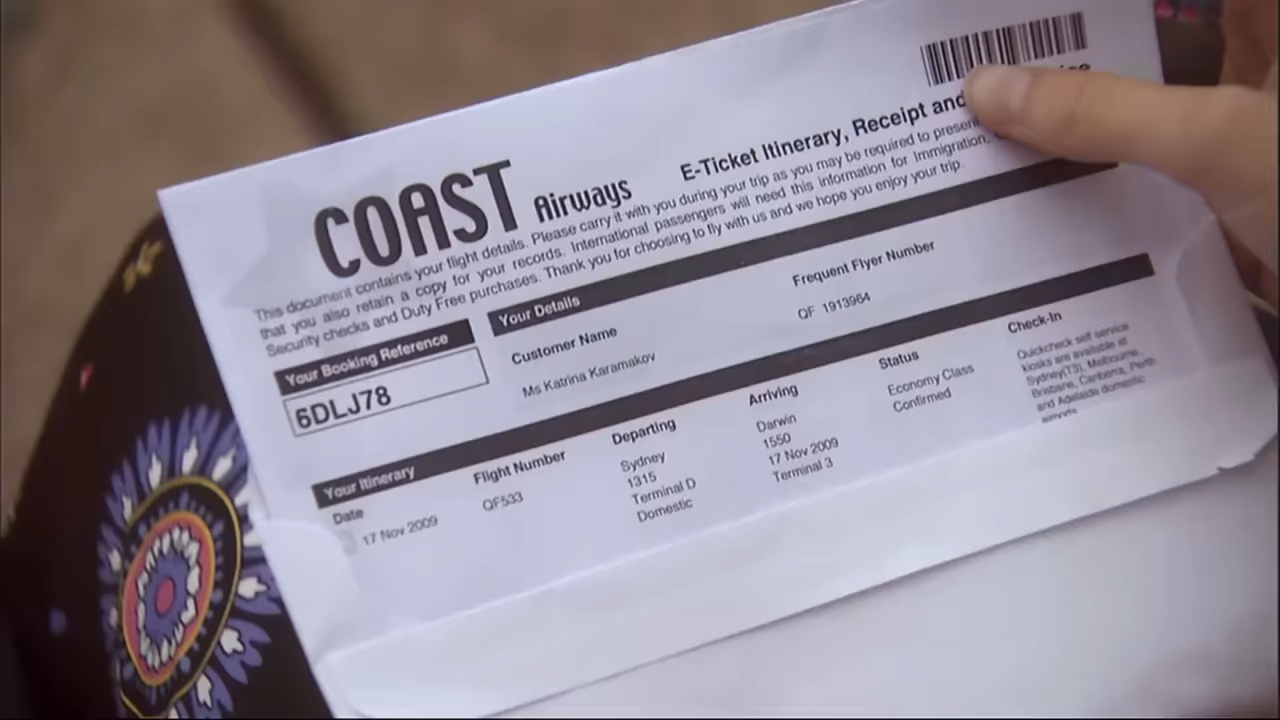 COAST Airways
E-Ticket Itinerary, Receipt and
This document contains your flight details. Please carry it with you during your trip as you may be required to present
that you also retain a copy for your records. International passengers will need this information for Immigration,
Security checks and Duty Free purchases. Thank you for choosing to fly with us and we hope you enjoy your trip.
Your Booking Reference
6DLJ78
Your Details
Customer Name
Frequent Flyer Number
Ms Katrina Karamakov
QF 1913964
Your Itinerary
Date
Flight Number
Departing
Arriving
Status
Check-In
17 Nov 2009
QF533
Sydney
1315
Terminal D
Domestic
Darwin
1550
17 Nov 2009
Terminal 3
Economy Class
Confirmed
Quickcheck self service
kiosks are available at
Sydney(T3), Melbourne,
Brisbane, Canberra, Perth
and Adelaide domestic
airports